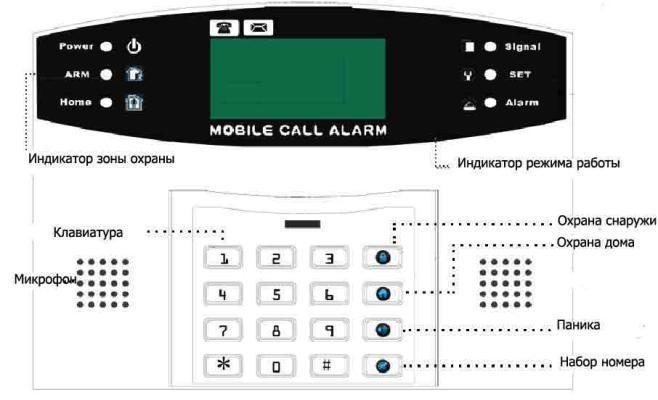 Power
ARM
Home
Signal
SET
Alarm
MOBILE CALL ALARM
Индикатор зоны охраны
Индикатор режима работы
Клавиатура
Микрофон
Охрана снаружи
Охрана дома
Паника
Набор номера
1 2 3
4 5 6
7 8 9
* 0 #